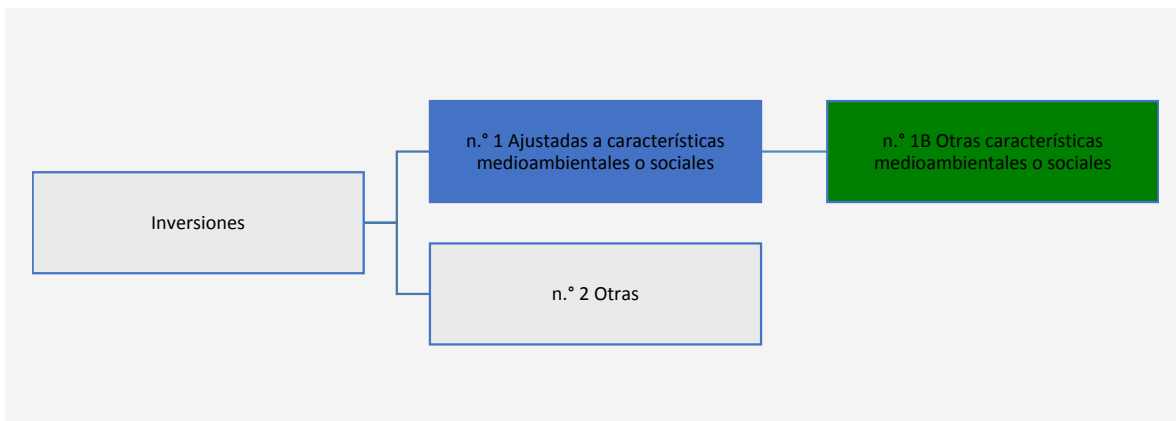 Inversiones
n.° 1 Ajustadas a características
medioambientales o sociales
n.° 1B Otras características
medioambientales o sociales
n.° 2 Otras